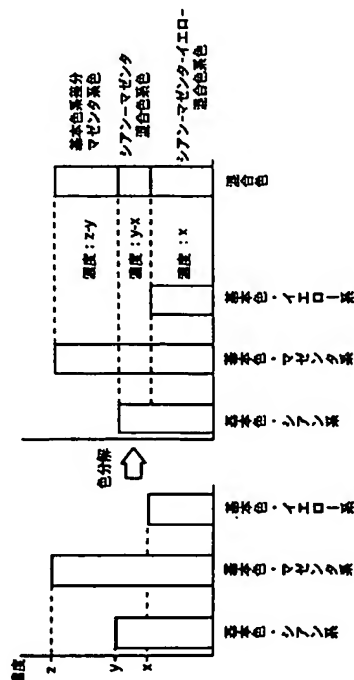 濃度
z
y
x
基本色・シアン系
基本色・マゼンタ系
基本色・イエロー系
色分解
濃度：z-y
濃度：y-x
濃度：x
基本色・シアン系
基本色・マゼンタ系
基本色・イエロー系
混合色
基本色系差分
マゼンタ系色
シアン－マゼンタ
混合色系色
シアン-マゼンタ-イエロー
混合色系色